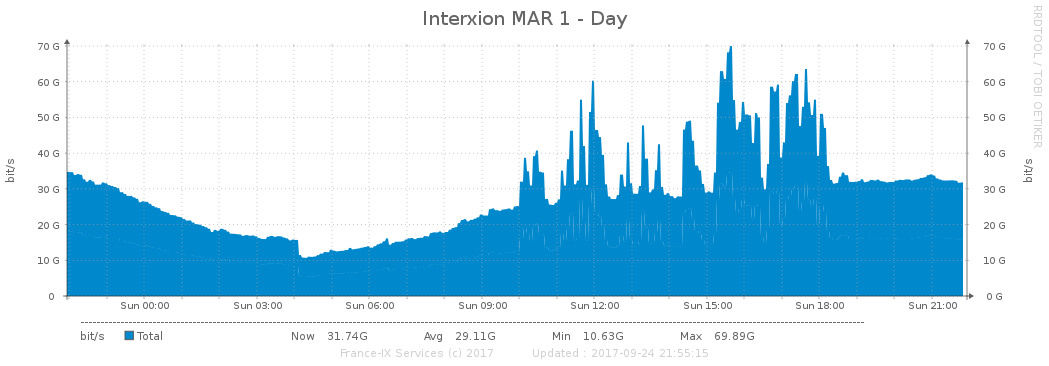 Interxion MAR 1 - Day
RRDTOOL / TOBI OETIKER
bit/s
bit/s
70 G 70 G
60 G 60 G
50 G 50 G
40 G 40 G
30 G 30 G
20 G 20 G
10 G 10 G
0 0 G
Sun 00:00 Sun 03:00 Sun 06:00 Sun 09:00 Sun 12:00 Sun 15:00 Sun 18:00 Sun 21:00
bit/s Total Now 31.74G Avg 29.11G Min 10.63G Max 69.89G
France-IX Services (c) 2017 Updated : 2017-09-24 21:55:15